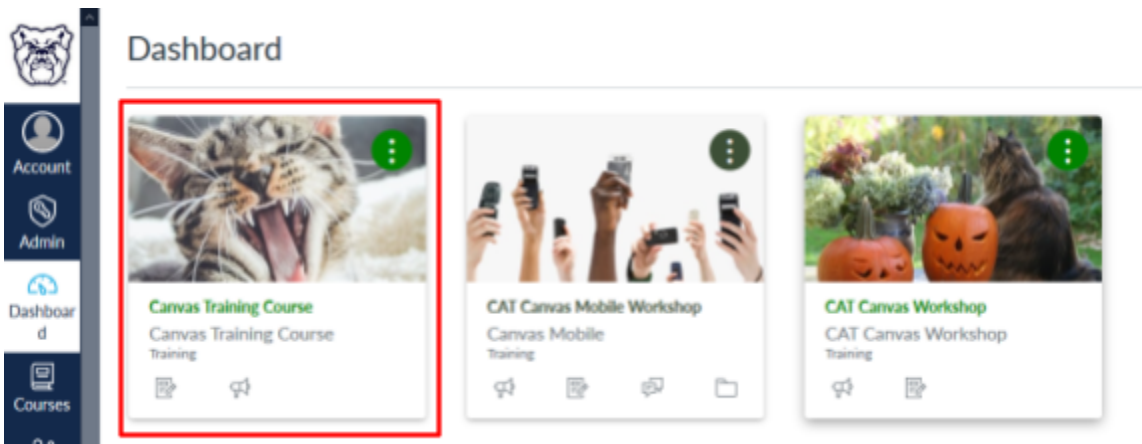 Dashboard
Account
Admin
Dashboar
d
Courses
Canvas Training Course
Canvas Training Course
Training
CAT Canvas Mobile Workshop
Canvas Mobile
Training
CAT Canvas Workshop
CAT Canvas Workshop
Training